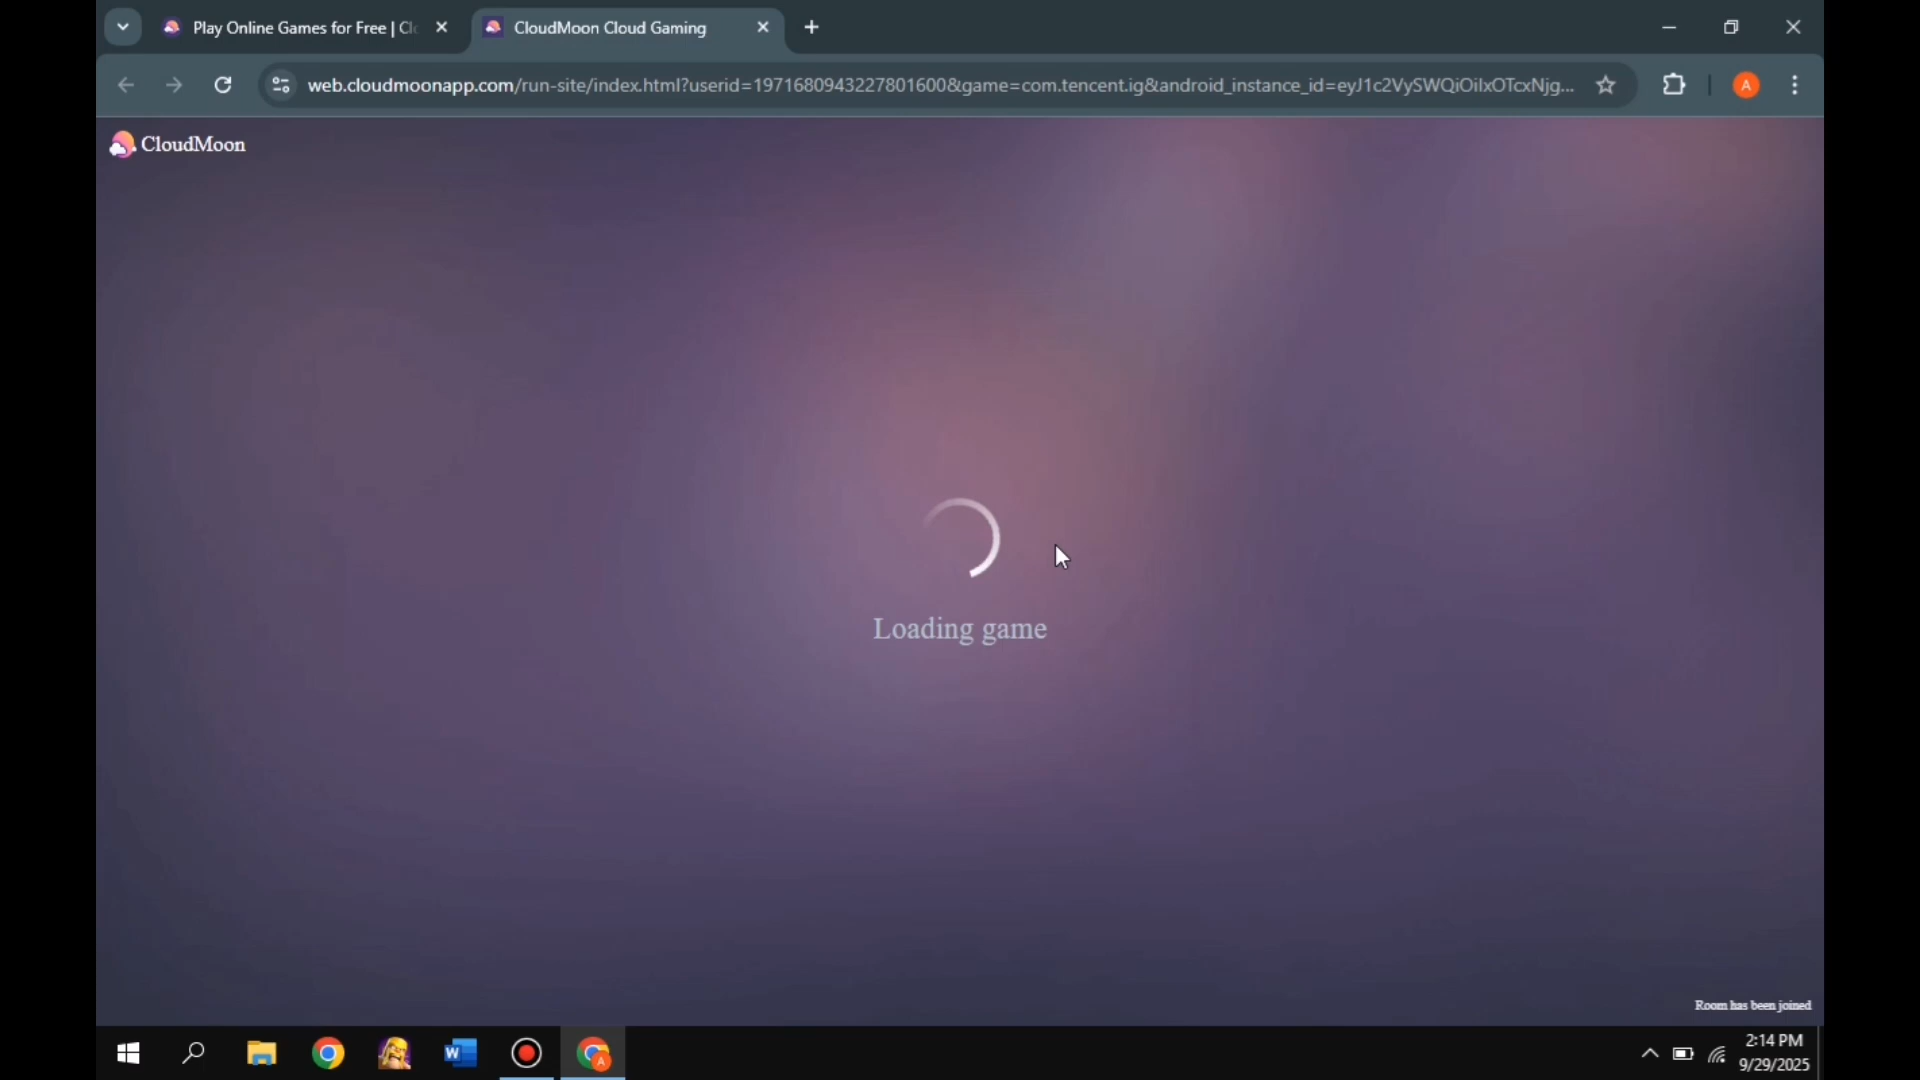 Play Online Games for Free | Cl
CloudMoon Cloud Gaming
web.cloudmoonapp.com/run-site/index.html?userid=1971680943227801600&game=com.tencent.ig&android_instance_id=eyJ1c2VySWQiOiIxOTcxNjg...
A
CloudMoon
Loading game
Room has been joined
W
A
2:14 PM
9/29/2025